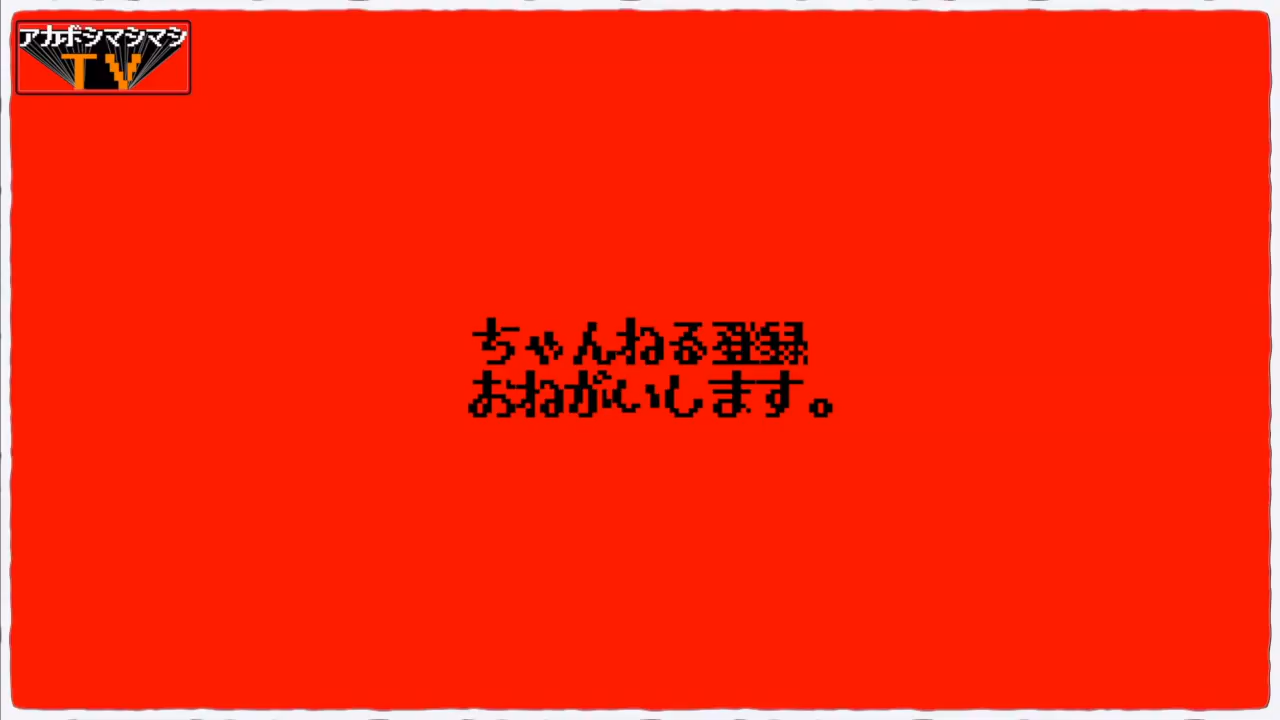 アカボシマシマシ
TV
ちゃんねる登録
おねがいします。